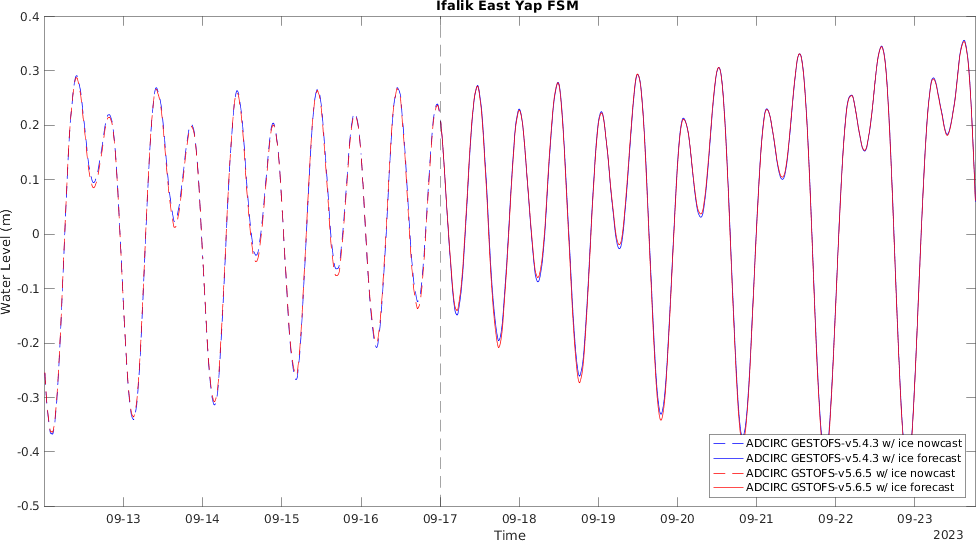 Ifalik East Yap FSM
0.4
0.3
0.2
0.1
0
-0.1
-0.2
-0.3
-0.4
-0.5
Water Level (m)
ADCIRC GESTOFS-v5.4.3 w/ ice nowcast
ADCIRC GESTOFS-v5.4.3 w/ ice forecast
ADCIRC GSTOFS-v5.6.5 w/ ice nowcast
ADCIRC GSTOFS-v5.6.5 w/ ice forecast
09-13 09-14 09-15 09-16 09-17 09-18 09-19 09-20 09-21 09-22 09-23
Time
2023